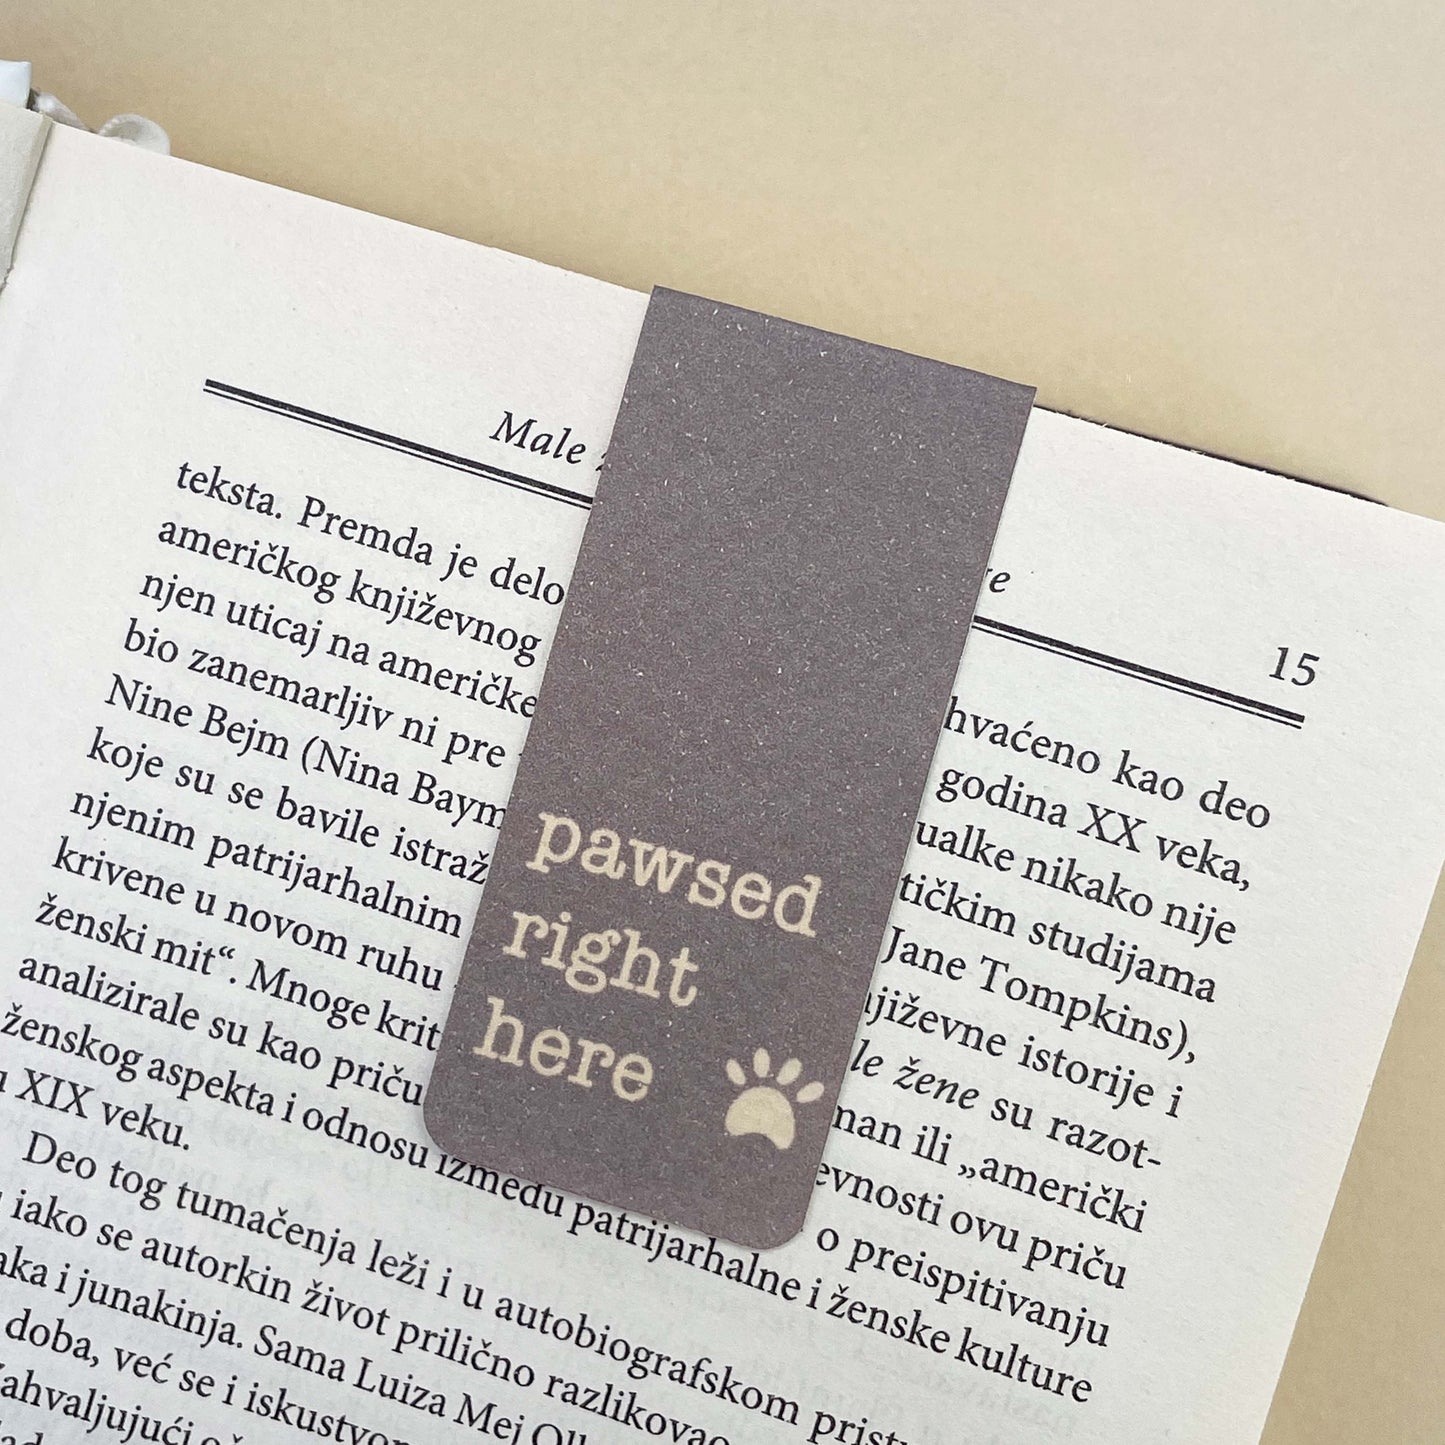 Male
15
teksta. Premda je delo hvaćeno kao deo
američkog književnog godina XX veka,
njen uticaj na američke ualke nikako nije
bio zanemarljiv ni pre tičkim studijama
Nine Bejm (Nina Baym Jane Tompkins),
koje su se bavile istraž književne istorije i
njenim patrijarhalnim le žene su razot-
krivene u novom ruhu man ili „američki
ženski mit“. Mnoge krit evnosti ovu priču
analizirale su kao priču o preispitivanju
ženskog aspekta i odnosu između patrijarhalne i ženske kulture
u XIX veku.
Deo tog tumačenja leži i u autobiografskom prist
iako se autorkin život prilično razlikovao
aka i junakinja. Sama Luiza Mej Ol
doba, već se i iskustvo
Zahvaljujući
pawsed
right
here